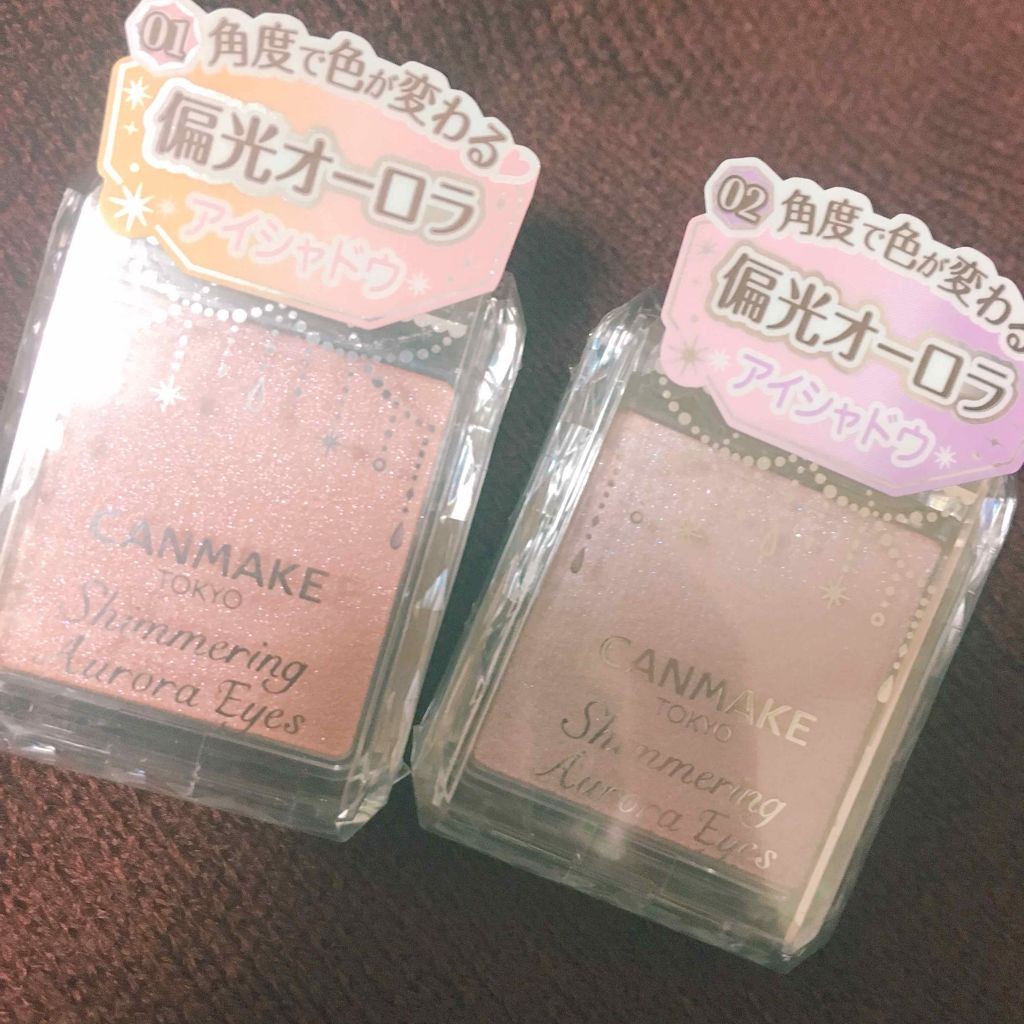 01 角度で色が変わる
偏光オーロラ
アイシャドウ
CANMAKE
TOKYO
Shimmering
Aurora Eyes
02 角度で色が変わる
偏光オーロラ
アイシャドウ
CANMAKE
TOKYO
Shimmering
Aurora Eyes